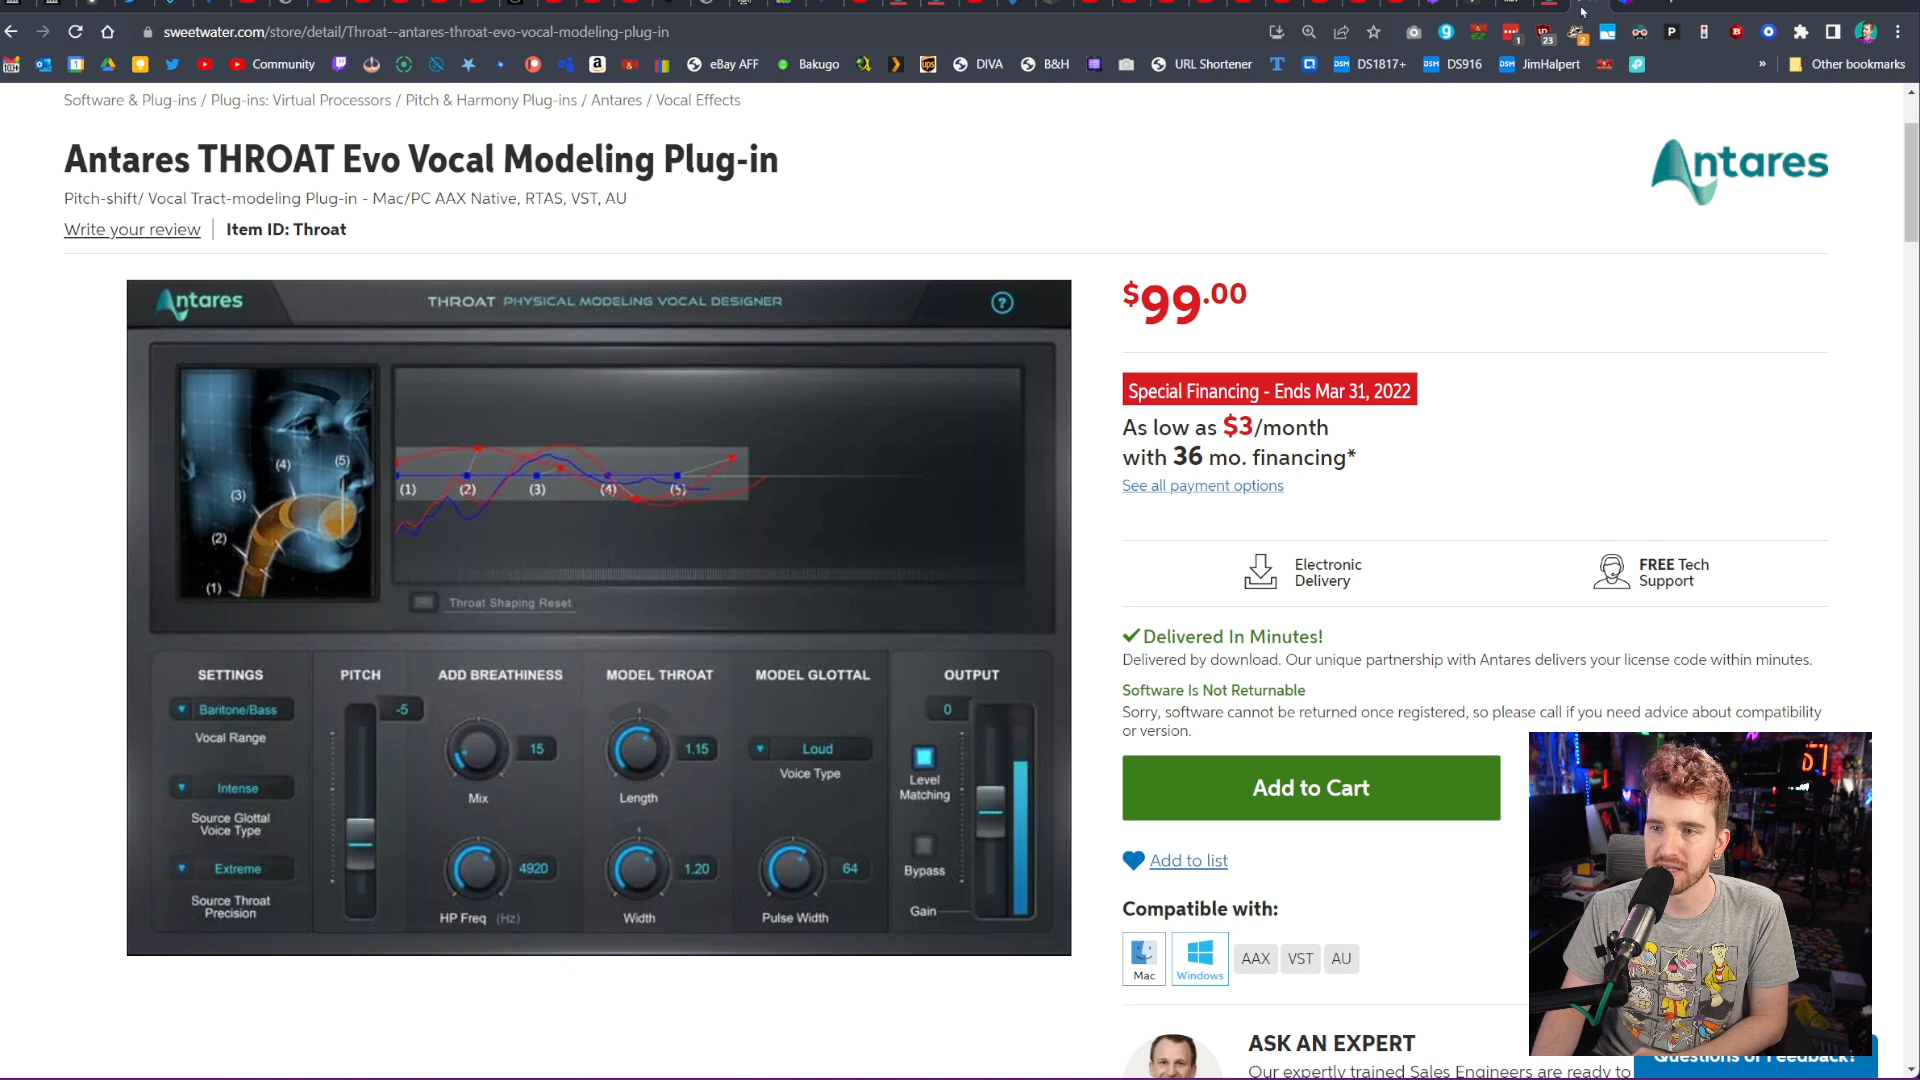 sweetwater.com/store/detail/Throat--antares-throat-evo-vocal-modeling-plug-in
Community
eBay AFF
Bakugo
DIVA
B&H
URL Shortener
DS1817+
DS916
JimHalpert
»
Other bookmarks
Software & Plug-ins / Plug-ins: Virtual Processors / Pitch & Harmony Plug-ins / Antares / Vocal Effects
Antares THROAT Evo Vocal Modeling Plug-in
Antares
Pitch-shift/ Vocal Tract-modeling Plug-in - Mac/PC AAX Native, RTAS, VST, AU
Write your review
Item ID: Throat
Antares
THROAT PHYSICAL MODELING VOCAL DESIGNER
?
(1)
(2)
(3)
(4)
(5)
(1) (2) (3) (4) (5)
Throat Shaping Reset
SETTINGS
Baritone/Bass
Vocal Range
Intense
Source Glottal
Voice Type
Extreme
Source Throat
Precision
PITCH
-5
ADD BREATHINESS
15
Mix
4920
HP Freq (Hz)
MODEL THROAT
1.15
Length
1.20
Width
MODEL GLOTTAL
Loud
Voice Type
64
Pulse Width
OUTPUT
0
Level
Matching
Bypass
Gain
$99.00
Special Financing - Ends Mar 31, 2022
As low as $3/month
with 36 mo. financing*
See all payment options
Electronic
Delivery
FREE Tech
Support
Delivered In Minutes!
Delivered by download. Our unique partnership with Antares delivers your license code within minutes.
Software Is Not Returnable
Sorry, software cannot be returned once registered, so please call if you need advice about compatibility
or version.
Add to Cart
Add to list
Compatible with:
Mac
Windows
AAX
VST
AU
ASK AN EXPERT
Our expertly trained Sales Engineers are ready to
Questions or Feedback?